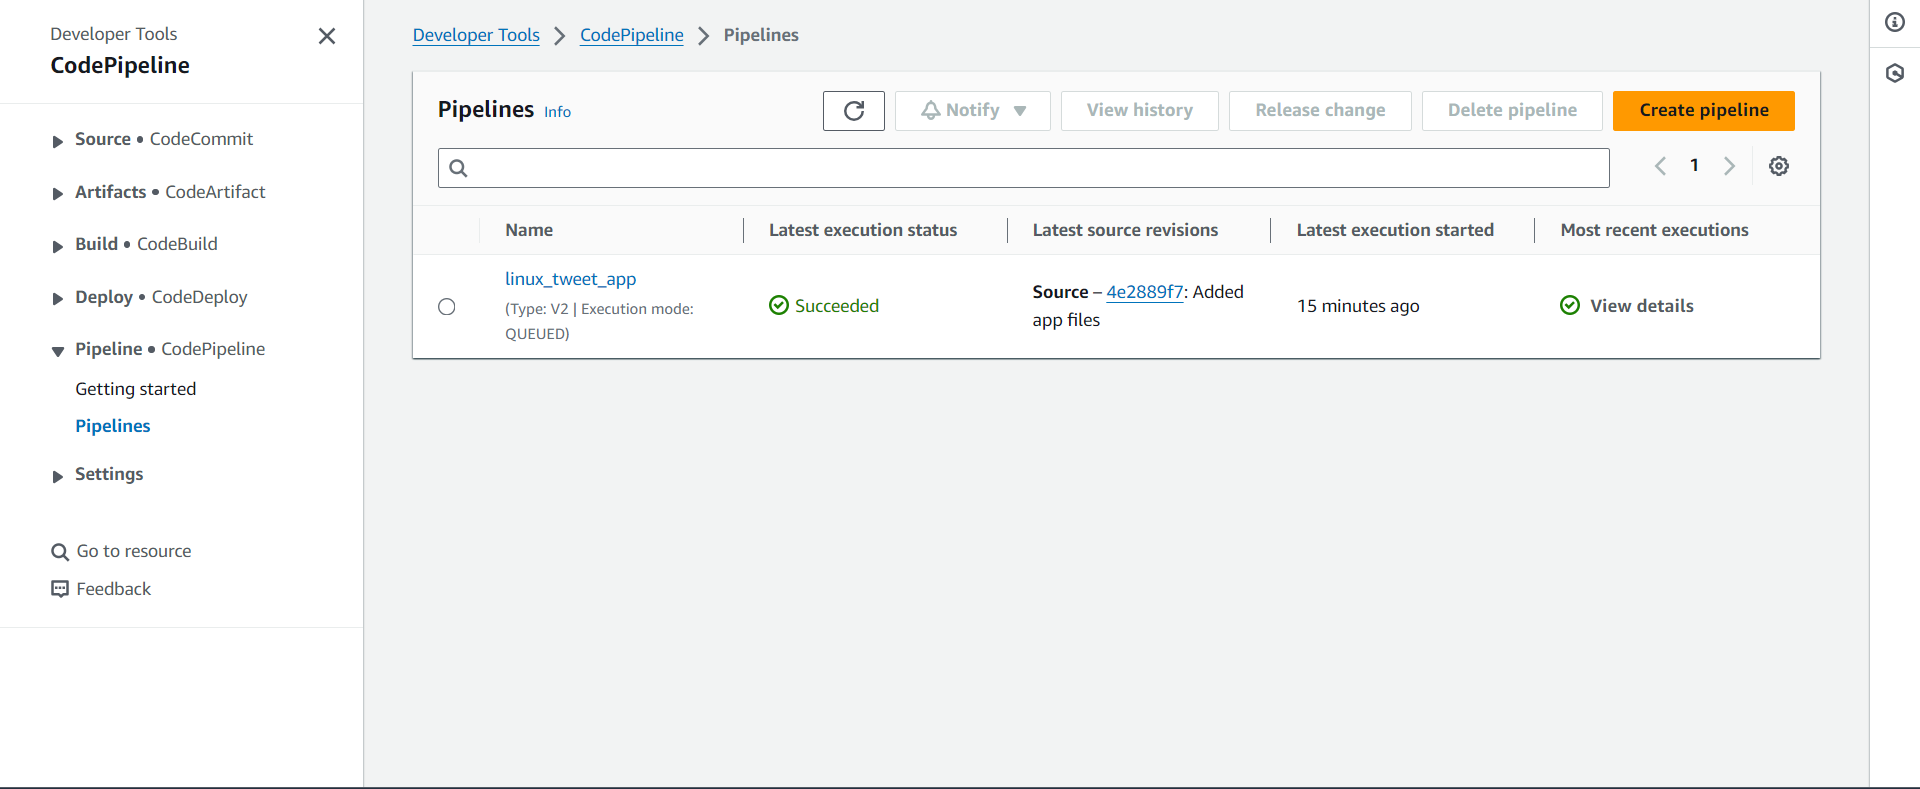 Developer Tools
CodePipeline
Source • CodeCommit
Artifacts • CodeArtifact
Build • CodeBuild
Deploy • CodeDeploy
Pipeline • CodePipeline
Getting started
Pipelines
Settings
Go to resource
Feedback
Developer Tools > CodePipeline > Pipelines
Pipelines Info
Notify View history Release change Delete pipeline Create pipeline
1
Name Latest execution status Latest source revisions Latest execution started Most recent executions
linux_tweet_app
(Type: V2 | Execution mode:
QUEUED)
Succeeded
Source – 4e2889f7: Added
app files
15 minutes ago
View details